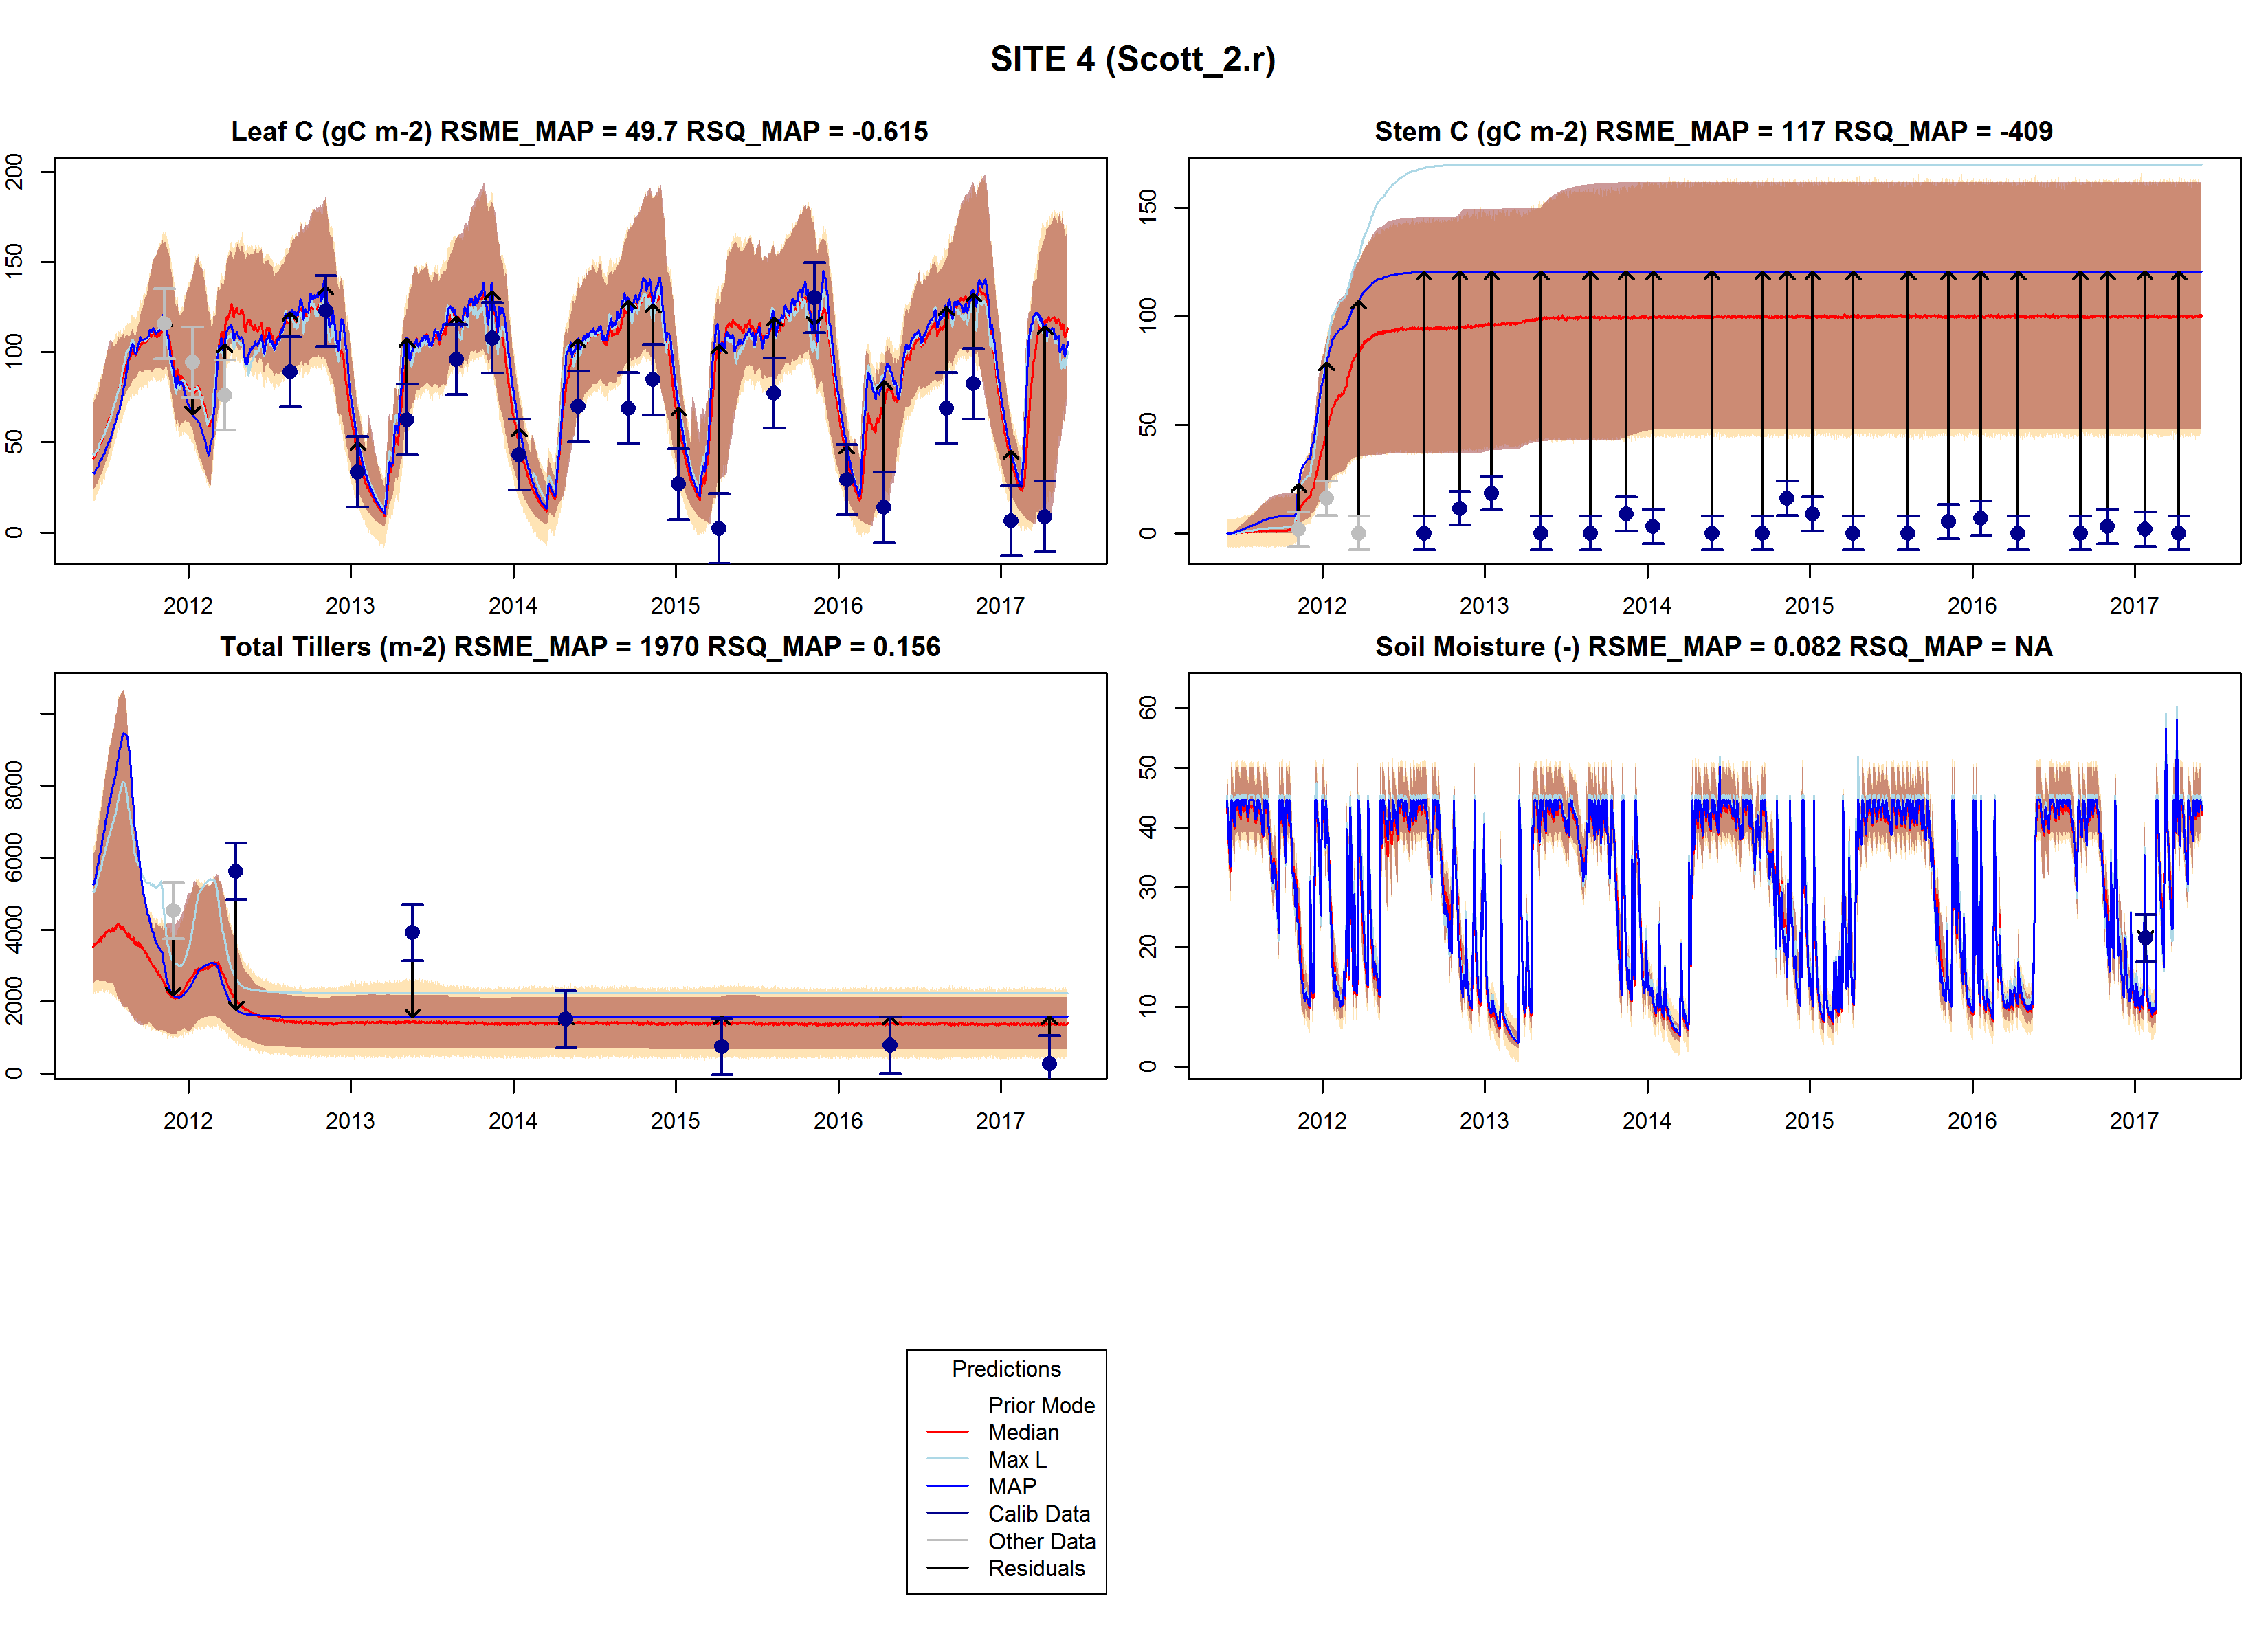 SITE 4 (Scott_2.r)
Leaf C (gC m-2) RSME_MAP = 49.7 RSQ_MAP = -0.615
200
150
100
50
0
2012 2013 2014 2015 2016 2017
Stem C (gC m-2) RSME_MAP = 117 RSQ_MAP = -409
150
100
50
0
2012 2013 2014 2015 2016 2017
Total Tillers (m-2) RSME_MAP = 1970 RSQ_MAP = 0.156
8000
6000
4000
2000
0
2012 2013 2014 2015 2016 2017
Soil Moisture (-) RSME_MAP = 0.082 RSQ_MAP = NA
60
50
40
30
20
10
0
2012 2013 2014 2015 2016 2017
Predictions
Prior Mode
Median
Max L
MAP
Calib Data
Other Data
Residuals